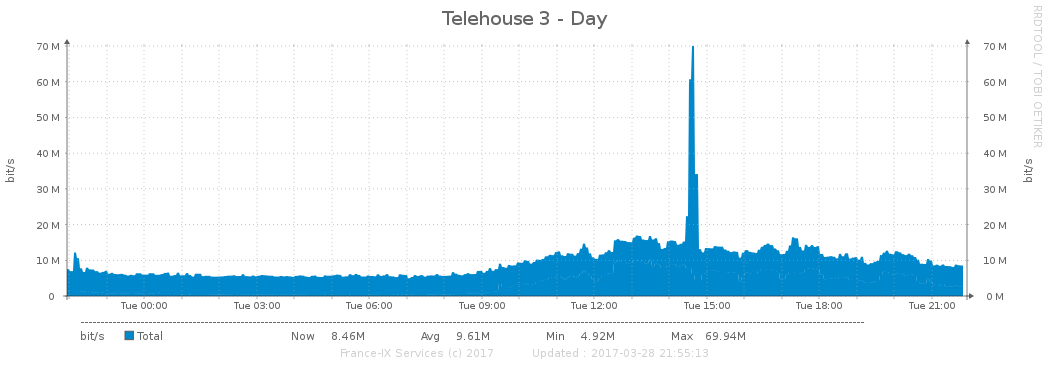 Telehouse 3 - Day
RRDTOOL / TOBI OETIKER
bit/s
bit/s
70 M
70 M
60 M
60 M
50 M
50 M
40 M
40 M
30 M
30 M
20 M
20 M
10 M
10 M
0
0 M
Tue 00:00 Tue 03:00 Tue 06:00 Tue 09:00 Tue 12:00 Tue 15:00 Tue 18:00 Tue 21:00
bit/s Total Now 8.46M Avg 9.61M Min 4.92M Max 69.94M
France-IX Services (c) 2017 Updated : 2017-03-28 21:55:13